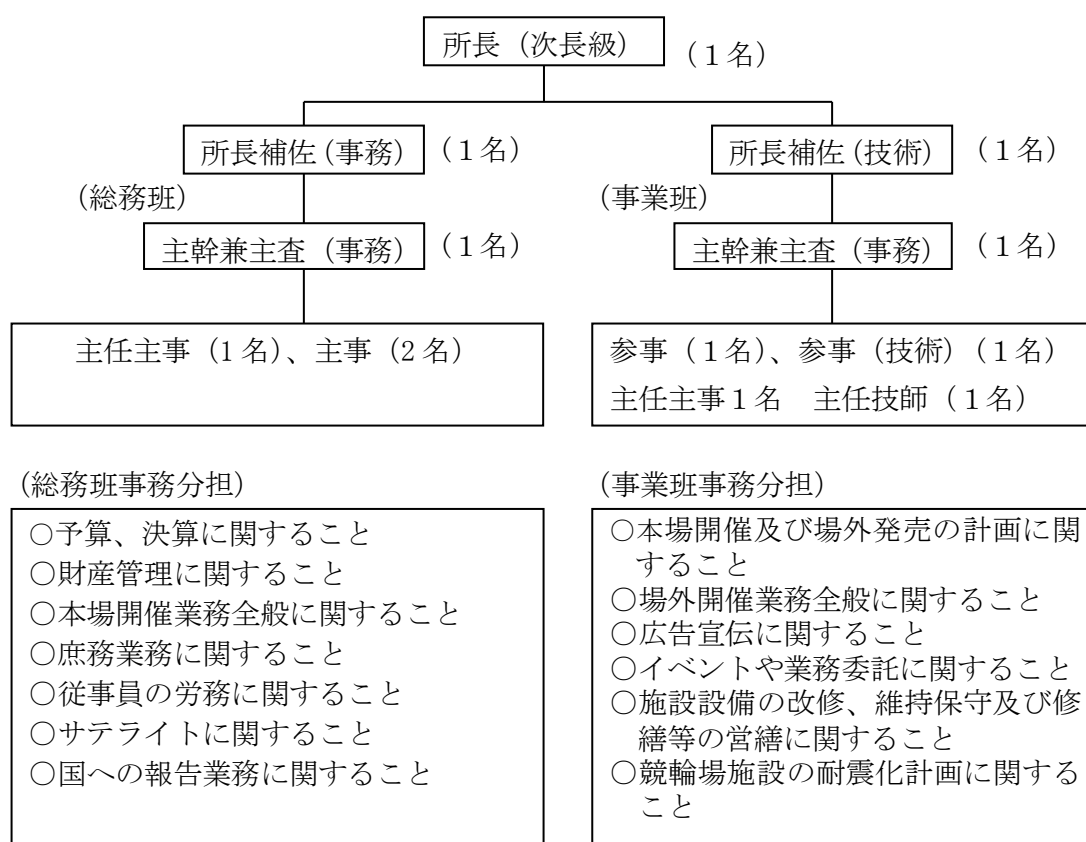 所長（次長級） （１名）
所長補佐（事務） （１名）
所長補佐（技術） （１名）
（総務班）
（事業班）
主幹兼主査（事務） （１名）
主幹兼主査（事務） （１名）
主任主事（1名）、主事（2名）
参事（１名）、参事（技術）（１名）
主任主事１名　主任技師（１名）
（総務班事務分担）
○予算、決算に関すること
○財産管理に関すること
○本場開催業務全般に関すること
○庶務業務に関すること
○従事員の労務に関すること
○サテライトに関すること
○国への報告業務に関すること
（事業班事務分担）
○本場開催及び場外発売の計画に関
すること
○場外開催業務全般に関すること
○広告宣伝に関すること
○イベントや業務委託に関すること
○施設設備の改修、維持保守及び修
繕等の営繕に関すること
○競輪場施設の耐震化計画に関する
こと